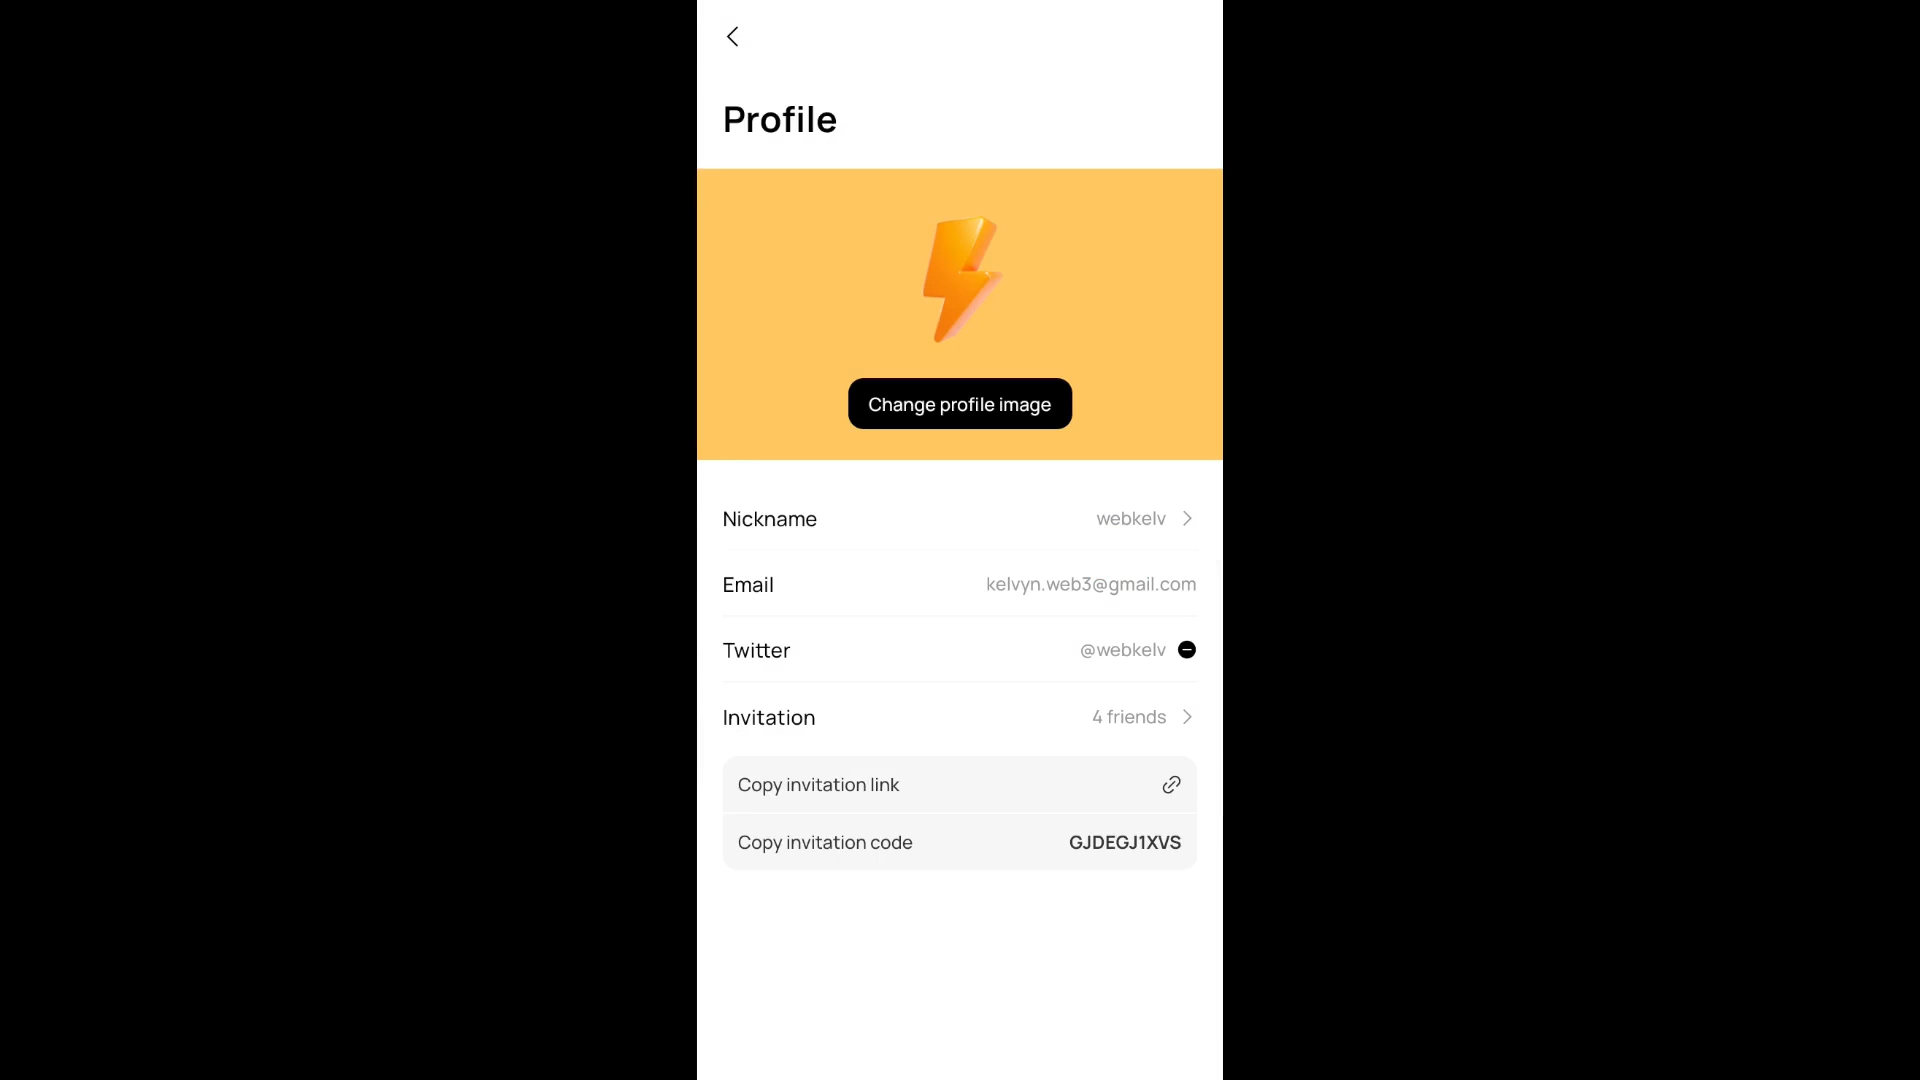 Profile
Change profile image
Nickname webkelv
Email kelvyn.web3@gmail.com
Twitter @webkelv
Invitation 4 friends
Copy invitation link
Copy invitation code GJDEGJ1XVS